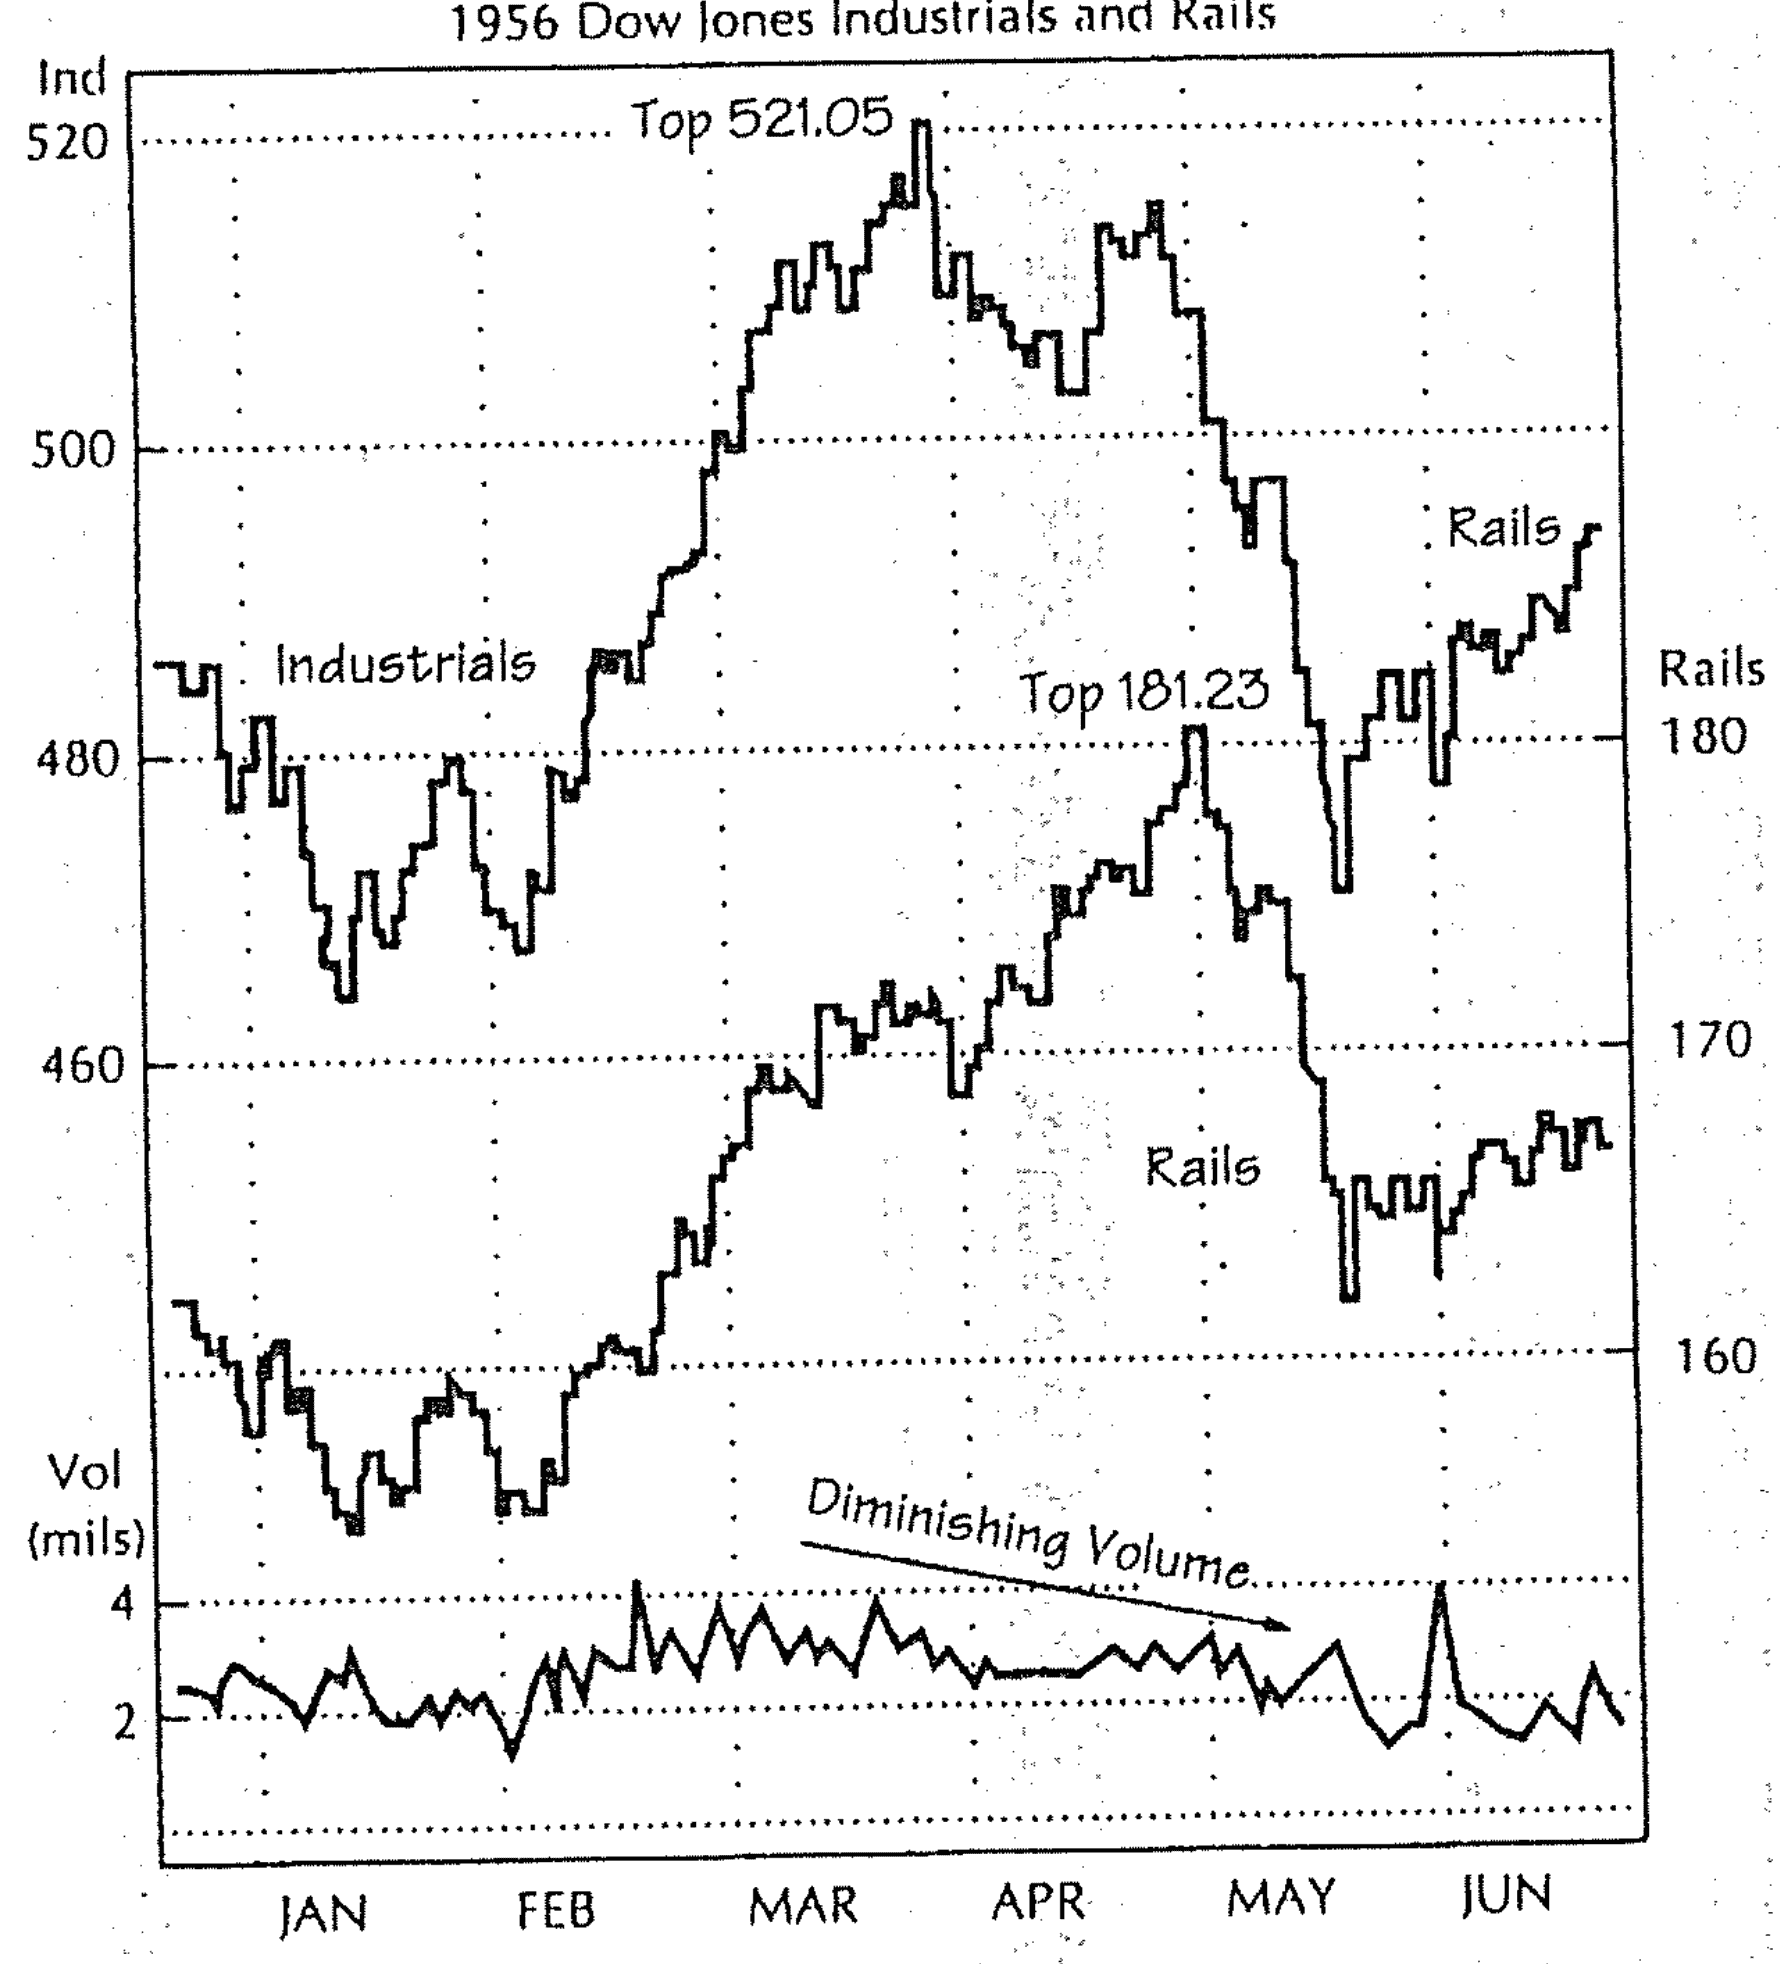 1956 Dow Jones Industrials and Rails
Ind
520
Top 521.05
500
Rails
Industrials
Rails
Top 181.23
480
180
460
170
Rails
160
Vol
(mils)
Diminishing Volume
4
2
JAN FEB MAR APR MAY JUN